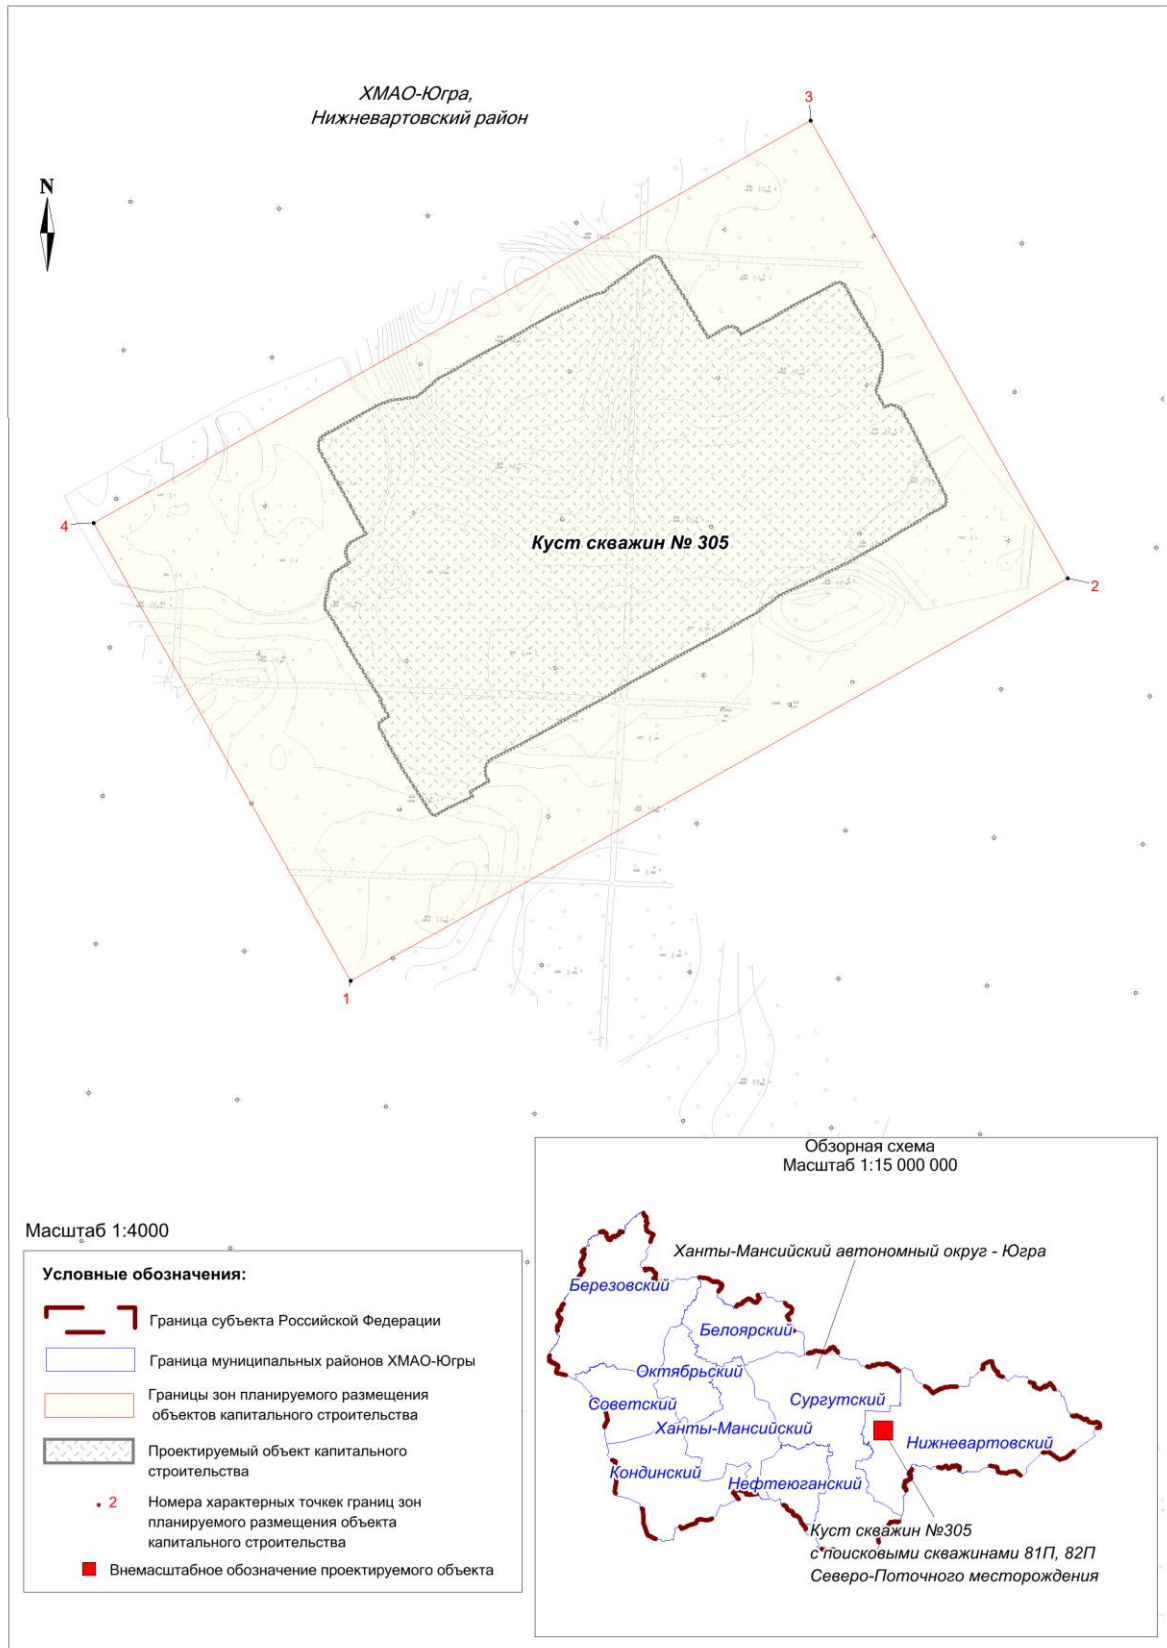 ХМАО-Югра,
Нижневартовский район
N
3
4
2
1
Куст скважин № 305
Масштаб 1:4000
Условные обозначения:
Граница субъекта Российской Федерации
Граница муниципальных районов ХМАО-Югры
Границы зон планируемого размещения
объектов капитального строительства
Проектируемый объект капитального
строительства
2
Номера характерных точкек границ зон
планируемого размещения объекта
капитального строительства
Внемасштабное обозначение проектируемого объекта
Обзорная схема
Масштаб 1:15 000 000
Ханты-Мансийский автономный округ - Югра
Березовский
Белоярский
Октябрьский
Советский
Сургутский
Ханты-Мансийский
Нижневартовский
Кондинский
Нефтеюганский
Куст скважин №305
с поисковыми скважинами 81П, 82П
Северо-Поточного месторождения